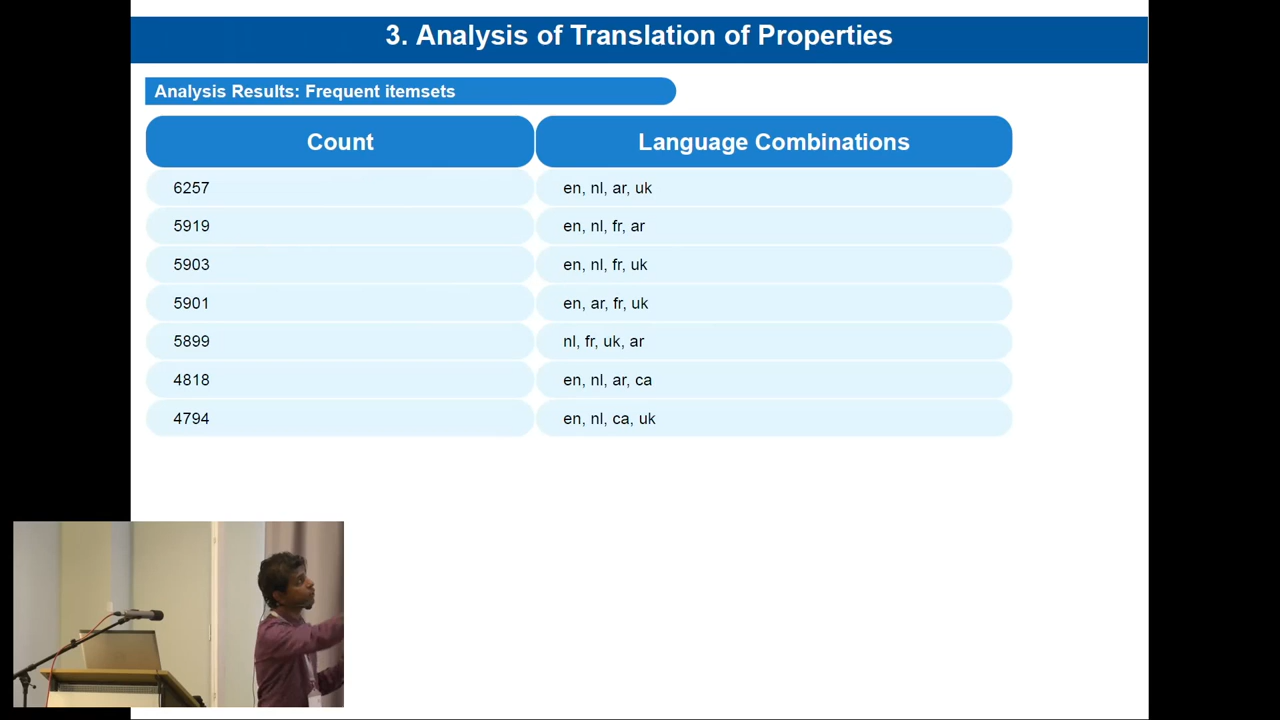 3. Analysis of Translation of Properties
Analysis Results: Frequent itemsets
Count Language Combinations
6257 en, nl, ar, uk
5919 en, nl, fr, ar
5903 en, nl, fr, uk
5901 en, ar, fr, uk
5899 nl, fr, uk, ar
4818 en, nl, ar, ca
4794 en, nl, ca, uk